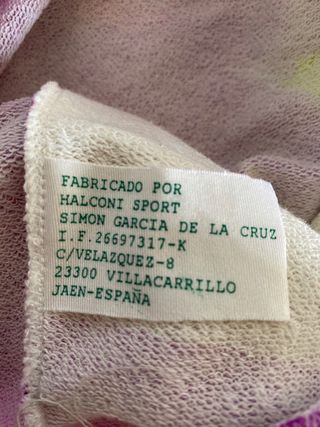 FABRICADO POR
HALCONI SPORT
SIMON GARCIA DE LA CRUZ
I.F.26697317-K
C/VELAZQUEZ-8
23300 VILLACARRILLO
JAEN-ESPAÑA